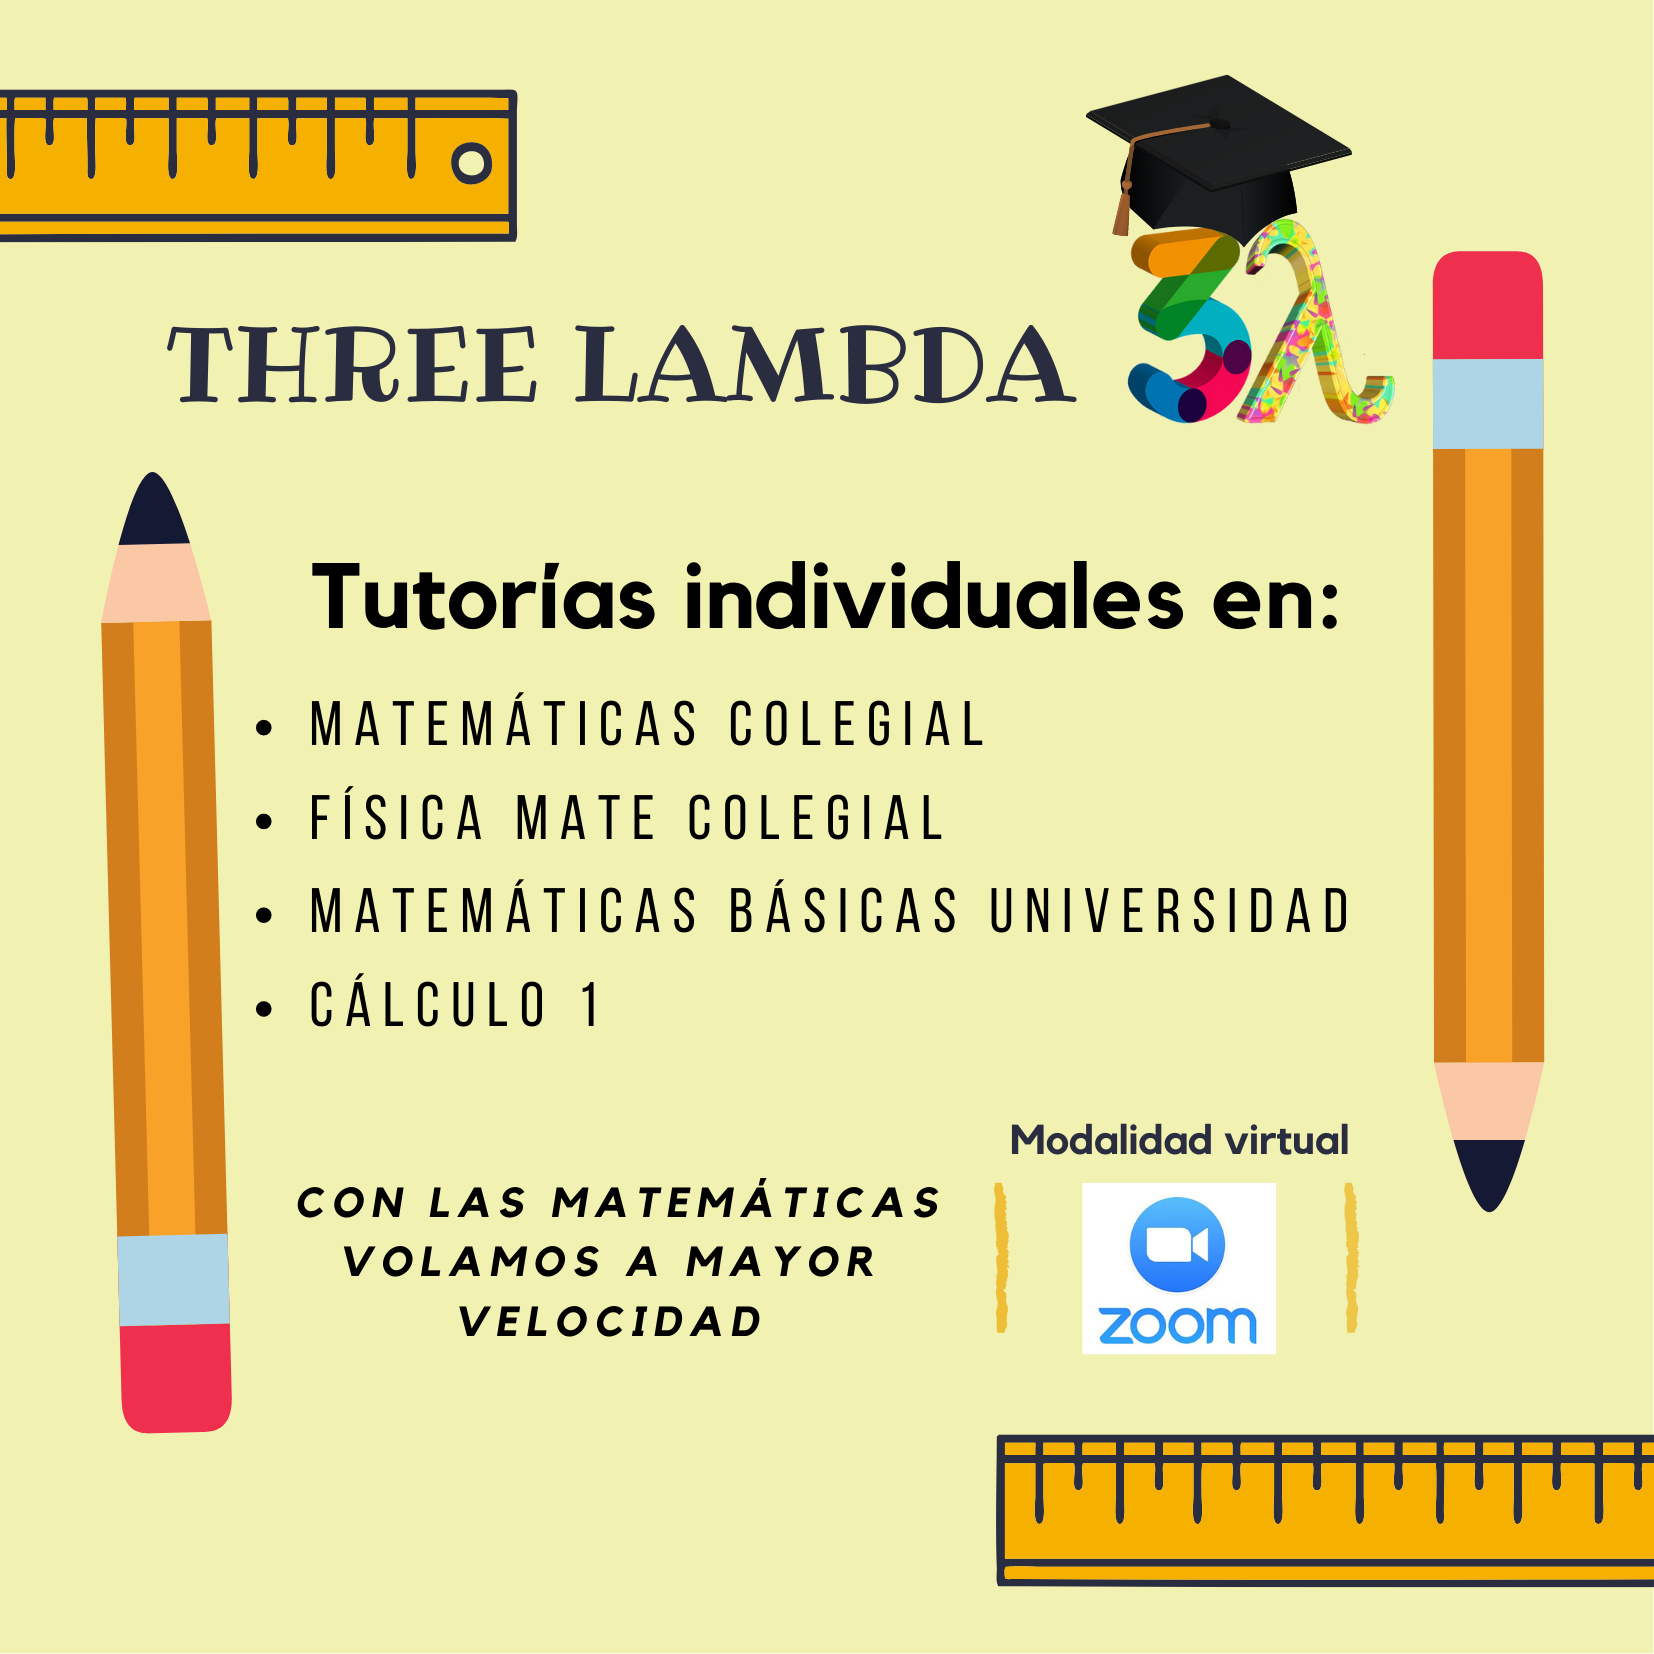 THREE LAMBDA
3λ
Tutorías individuales en:
• MATEMÁTICAS COLEGIAL
• FÍSICA MATE COLEGIAL
• MATEMÁTICAS BÁSICAS UNIVERSIDAD
• CÁLCULO 1
Modalidad virtual
CON LAS MATEMÁTICAS
VOLAMOS A MAYOR
VELOCIDAD
zoom